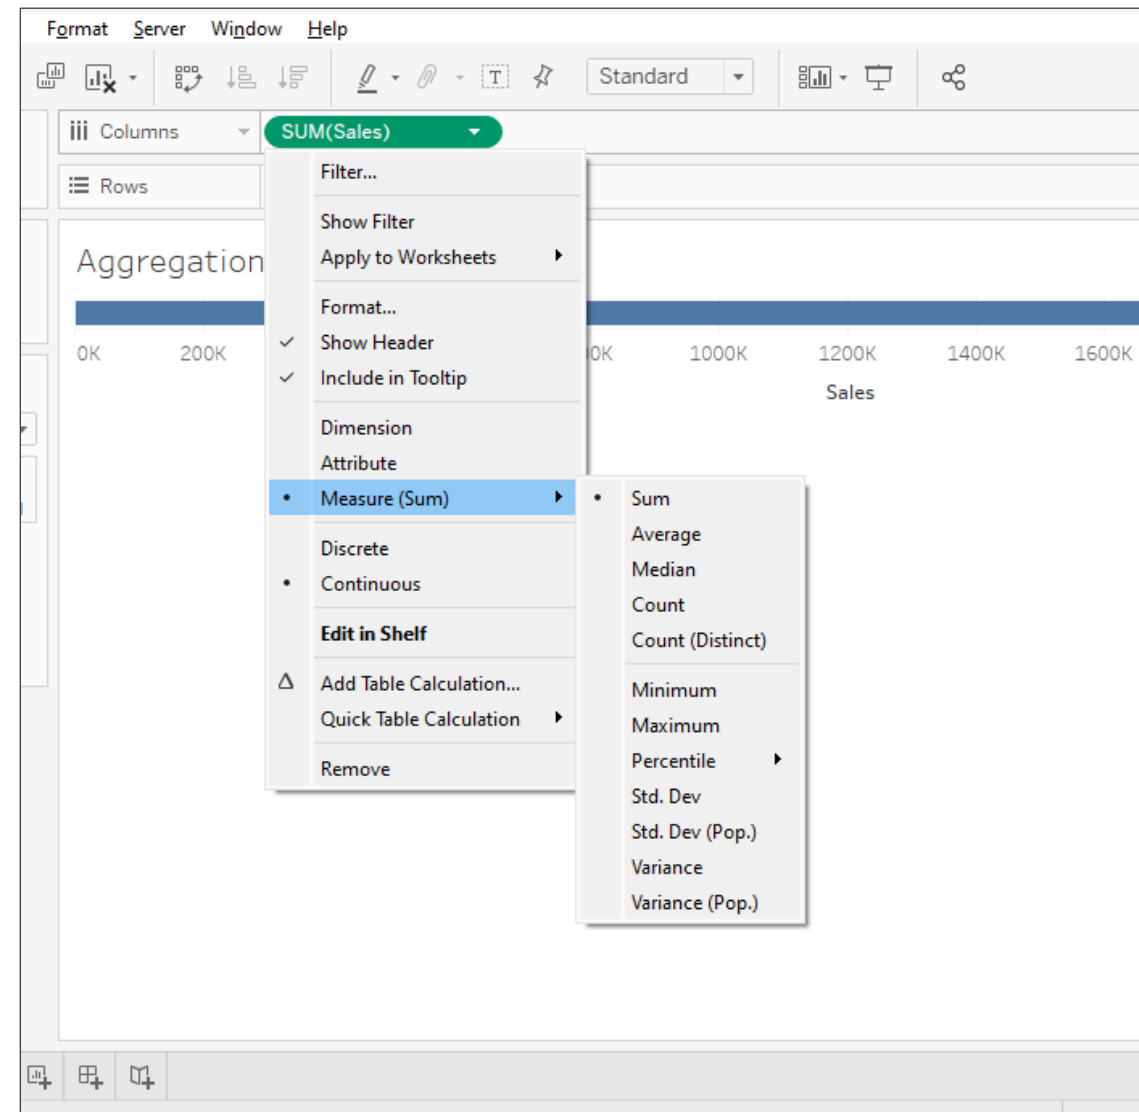 Format Server Window Help
Standard
Columns SUM(Sales)
Filter...
Rows
Show Filter
Aggregation
Apply to Worksheets
Format...
Show Header
0K 200K 00K 1000K 1200K 1400K 1600K
Include in Tooltip
Sales
Dimension
Attribute
Measure (Sum)
Discrete
Continuous
Edit in Shelf
Add Table Calculation...
Quick Table Calculation
Remove
Sum
Average
Median
Count
Count (Distinct)
Minimum
Maximum
Percentile
Std. Dev
Std. Dev (Pop.)
Variance
Variance (Pop.)